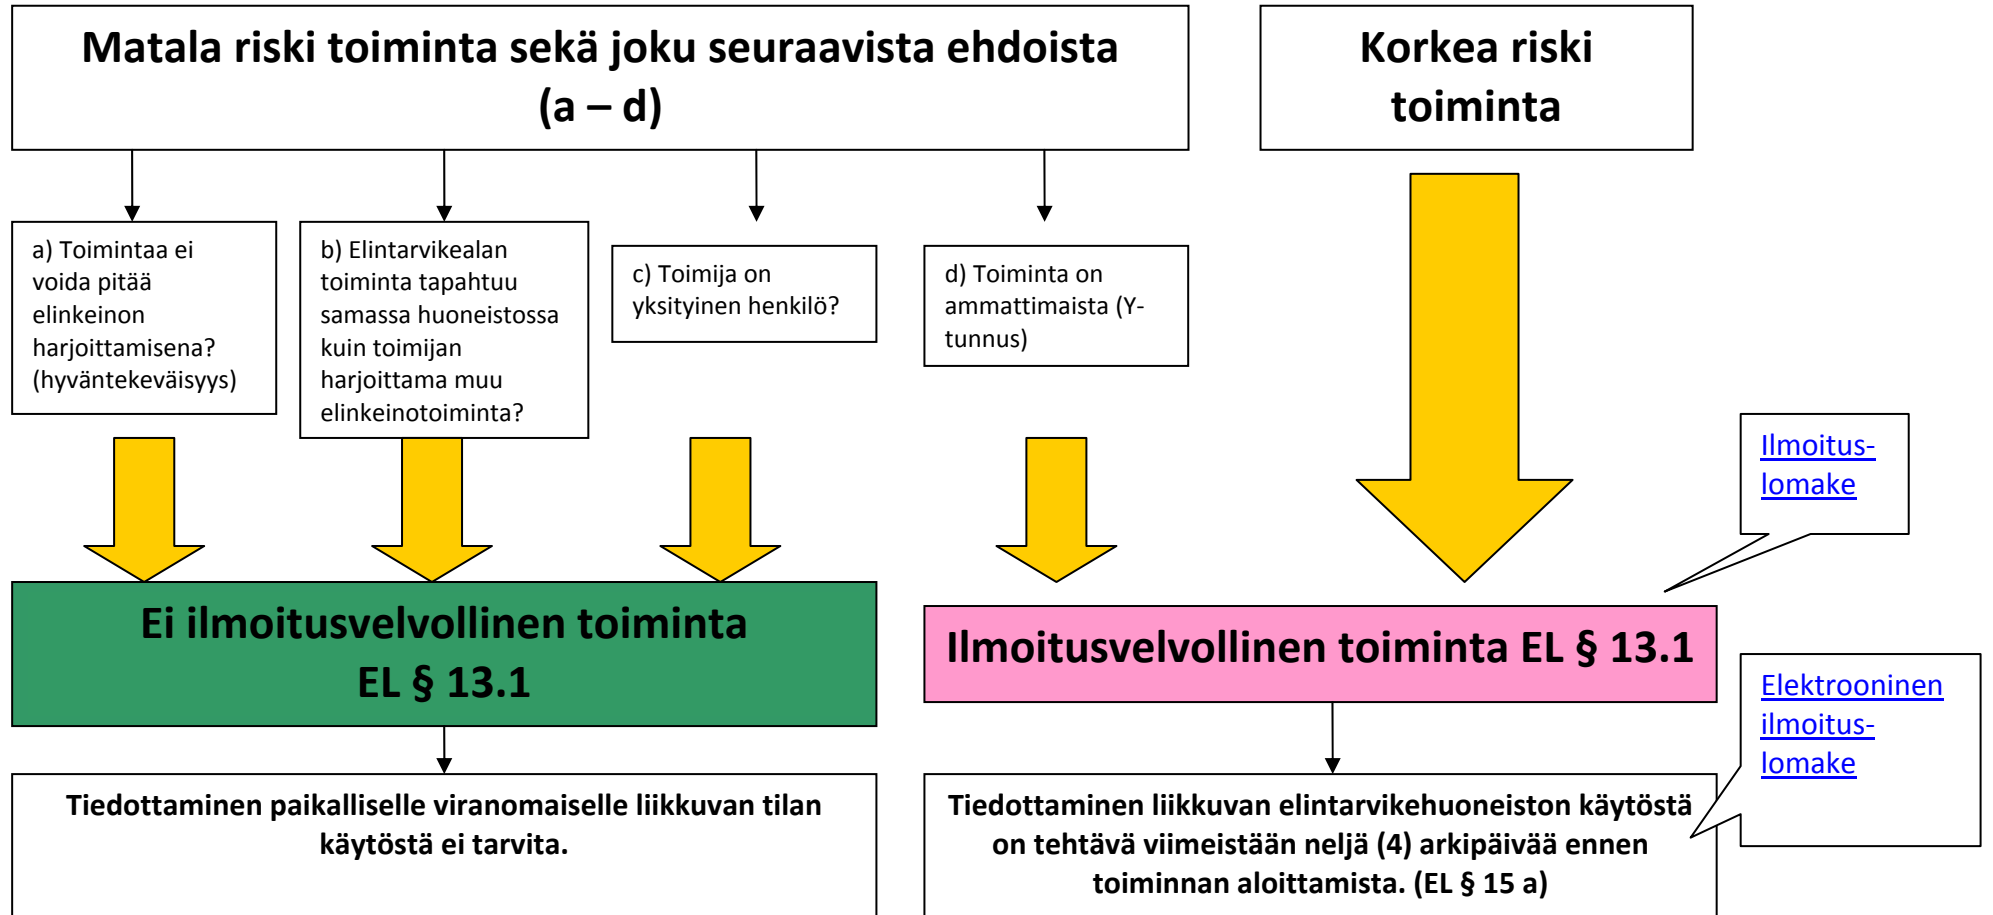 Matala riski toiminta sekä joku seuraavista ehdoista
(a – d)
Korkea riski
toiminta
a) Toimintaa ei
voida pitää
elinkeinon
harjoittamisena?
(hyväntekeväisyys)
b) Elintarvikealan
toiminta tapahtuu
samassa huoneistossa
kuin toimijan
harjoittama muu
elinkeinotoiminta?
c) Toimija on
yksityinen henkilö?
d) Toiminta on
ammattimaista (Y-
tunnus)
Ilmoitus-
lomake
Ei ilmoitusvelvollinen toiminta
EL § 13.1
Ilmoitusvelvollinen toiminta EL § 13.1
Elektrooninen
ilmoitus-
lomake
Tiedottaminen paikalliselle viranomaiselle liikkuvan tilan
käytöstä ei tarvita.
Tiedottaminen liikkuvan elintarvikehuoneiston käytöstä
on tehtävä viimeistään neljä (4) arkipäivää ennen
toiminnan aloittamista. (EL § 15 a)